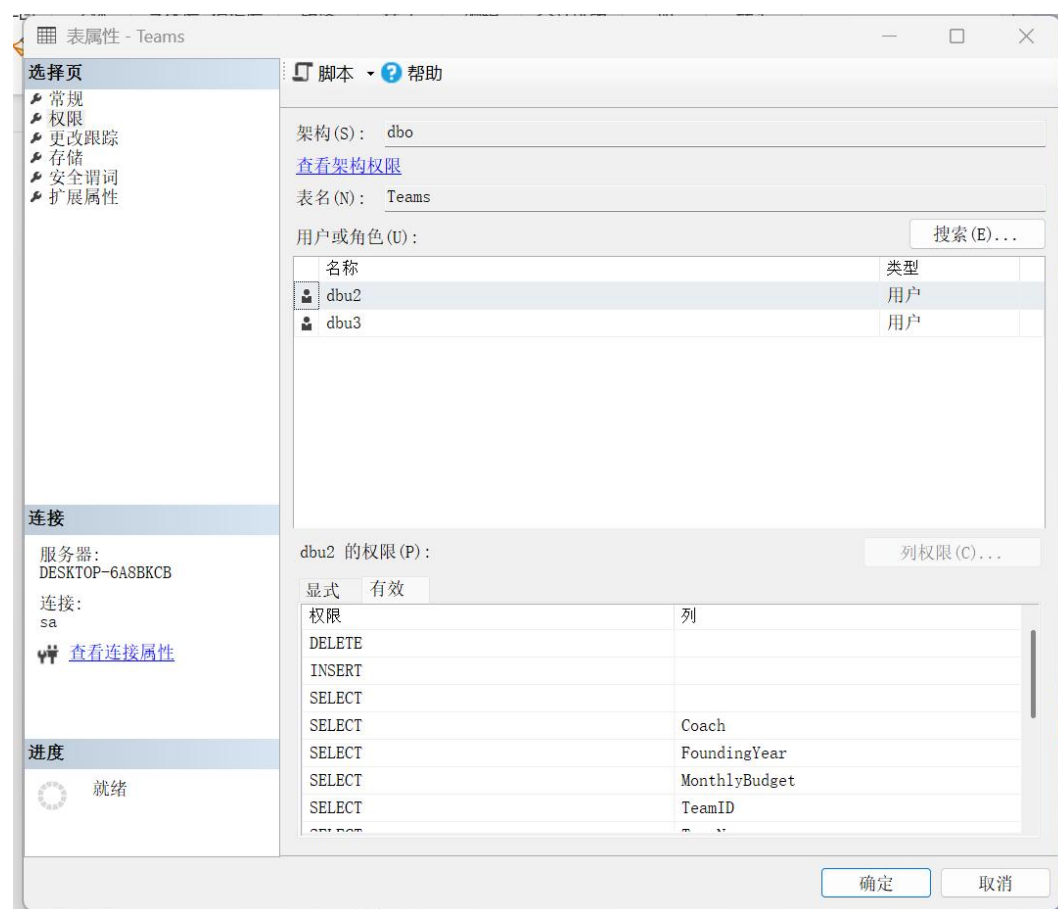 表属性 - Teams
选择页
常规
权限
更改跟踪
存储
安全谓词
扩展属性
脚本 帮助
架构(S): dbo
查看架构权限
表名(N): Teams
用户或角色(U):
搜索(E)...
名称 类型
dbu2 用户
dbu3 用户
连接
服务器:
DESKTOP-6A8BKCB
连接:
sa
查看连接属性
进度
就绪
dbu2 的权限(P):
列权限(C)...
显式 有效
权限 列
DELETE
INSERT
SELECT
SELECT Coach
SELECT FoundingYear
SELECT MonthlyBudget
SELECT TeamID
确定 取消